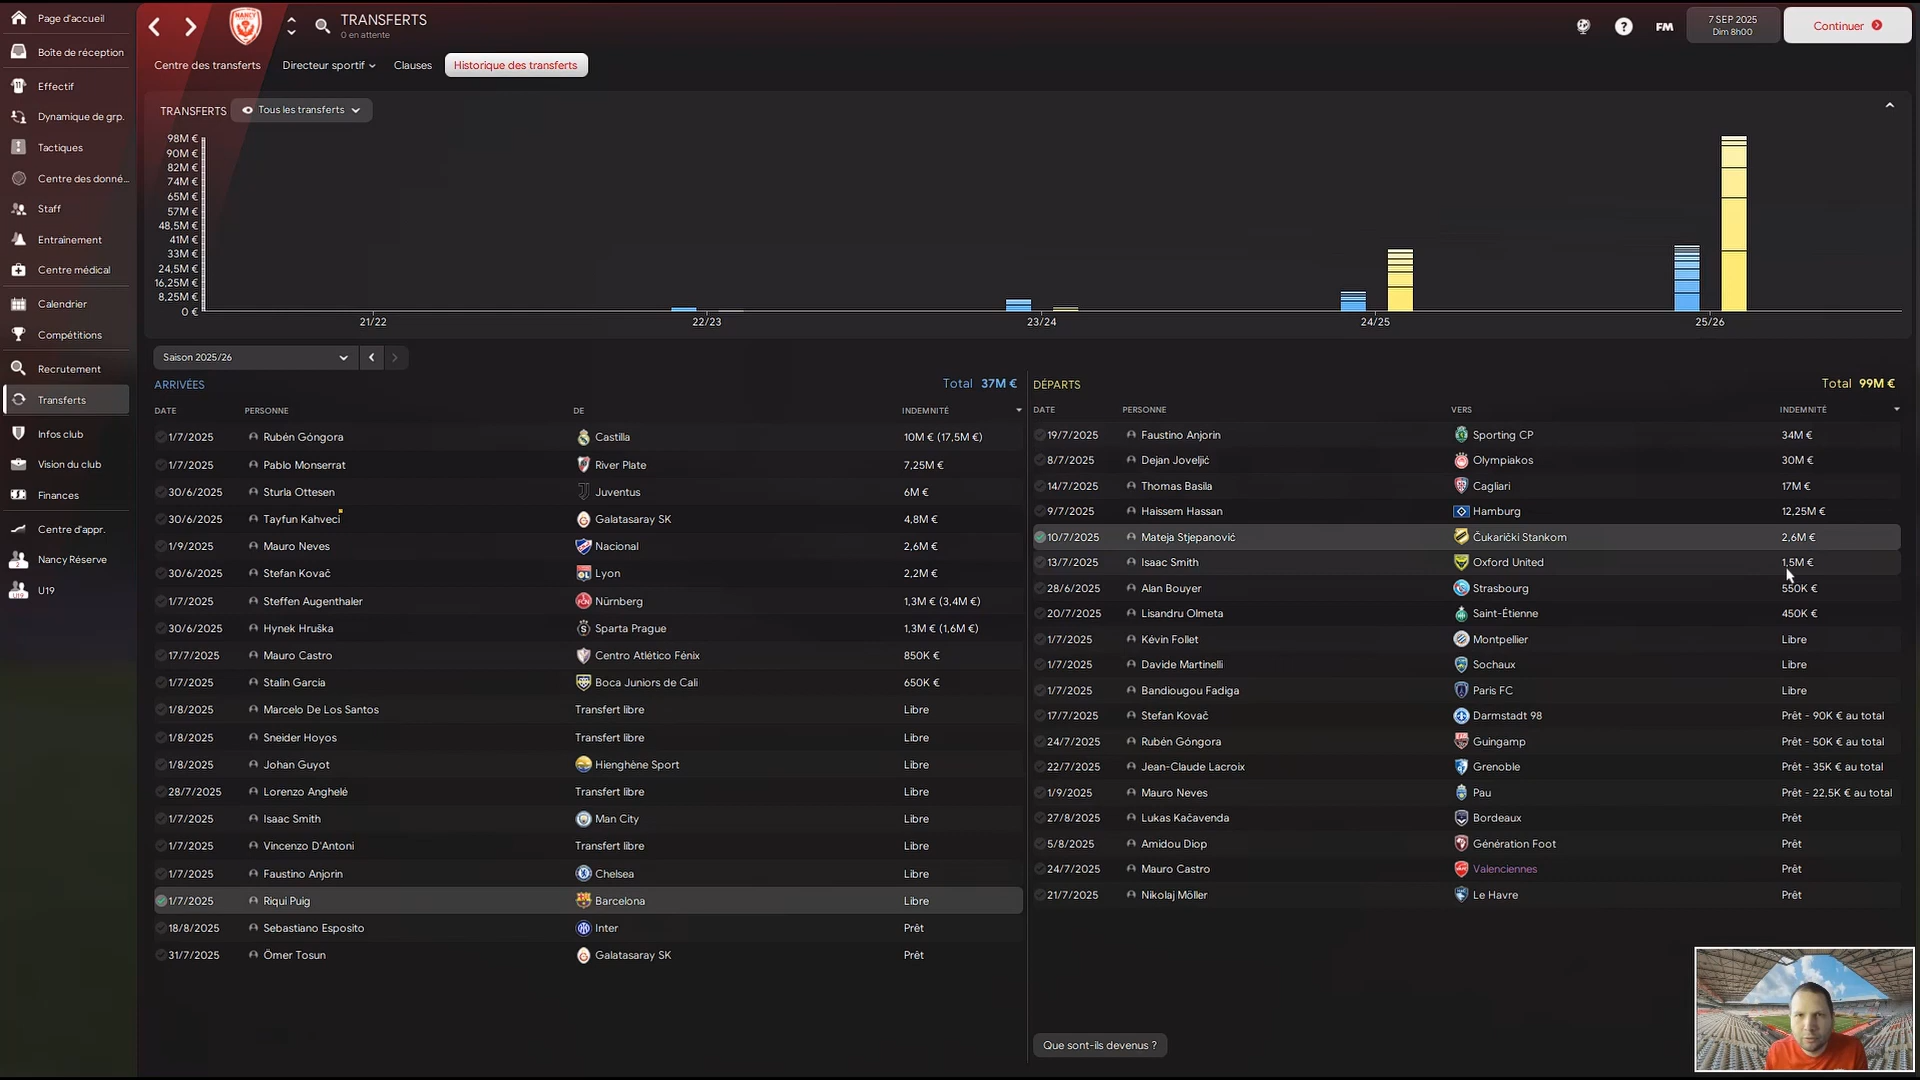 Page d'accueil
Boîte de réception
Effectif
Dynamique de grp.
Tactiques
Centre des donné...
Staff
Entraînement
Centre médical
Calendrier
Compétitions
Recrutement
Transferts
Infos club
Vision du club
Finances
Centre d'appr.
Nancy Réserve
U19
NANCY
TRANSFERTS
0 en attente
FM
7 SEP 2025
Dim 8h00
Continuer
Centre des transferts
Directeur sportif
Clauses
Historique des transferts
TRANSFERTS
Tous les transferts
98M €
90M €
82M €
74M €
65M €
57M €
48,5M €
41M €
33M €
24,5M €
16,25M €
8,25M €
0 €
21/22 22/23 23/24 24/25 25/26
Saison 2025/26
ARRIVÉES Total 37M €
DATE PERSONNE DE INDEMNITÉ
1/7/2025 Rubén Góngora Castilla 10M € (17,5M €)
1/7/2025 Pablo Monserrat River Plate 7,25M €
30/6/2025 Sturla Ottesen Juventus 6M €
30/6/2025 Tayfun Kahveci Galatasaray SK 4,8M €
1/9/2025 Mauro Neves Nacional 2,6M €
30/6/2025 Stefan Kovač Lyon 2,2M €
1/7/2025 Steffen Augenthaler Nürnberg 1,3M € (3,4M €)
30/6/2025 Hynek Hruška Sparta Prague 1,3M € (1,6M €)
17/7/2025 Mauro Castro Centro Atlético Fénix 850K €
1/7/2025 Stalin Garcia Boca Juniors de Cali 650K €
1/8/2025 Marcelo De Los Santos Transfert libre Libre
1/8/2025 Sneider Hoyos Transfert libre Libre
1/8/2025 Johan Guyot Hienghène Sport Libre
28/7/2025 Lorenzo Anghelé Transfert libre Libre
1/7/2025 Isaac Smith Man City Libre
1/7/2025 Vincenzo D'Antoni Transfert libre Libre
1/7/2025 Faustino Anjorin Chelsea Libre
1/7/2025 Riqui Puig Barcelona Libre
18/8/2025 Sebastiano Esposito Inter Prêt
31/7/2025 Ömer Tosun Galatasaray SK Prêt
DÉPARTS Total 99M €
DATE PERSONNE VERS INDEMNITÉ
19/7/2025 Faustino Anjorin Sporting CP 34M €
8/7/2025 Dejan Joveljić Olympiakos 30M €
14/7/2025 Thomas Basila Cagliari 17M €
9/7/2025 Haissem Hassan Hamburg 12,25M €
10/7/2025 Mateja Stjepanović Čukarički Stankom 2,6M €
13/7/2025 Isaac Smith Oxford United 1,5M €
28/6/2025 Alan Bouyer Strasbourg 550K €
20/7/2025 Lisandru Olmeta Saint-Étienne 450K €
1/7/2025 Kévin Follet Montpellier Libre
1/7/2025 Davide Martinelli Sochaux Libre
1/7/2025 Bandiougou Fadiga Paris FC Libre
17/7/2025 Stefan Kovač Darmstadt 98 Prêt - 90K € au total
24/7/2025 Rubén Góngora Guingamp Prêt - 50K € au total
22/7/2025 Jean-Claude Lacroix Grenoble Prêt - 35K € au total
1/9/2025 Mauro Neves Pau Prêt - 22,5K € au total
27/8/2025 Lukas Kačavenda Bordeaux Prêt
5/8/2025 Amidou Diop Génération Foot Prêt
24/7/2025 Mauro Castro Valenciennes Prêt
21/7/2025 Nikolaj Möller Le Havre Prêt
Que sont-ils devenus ?